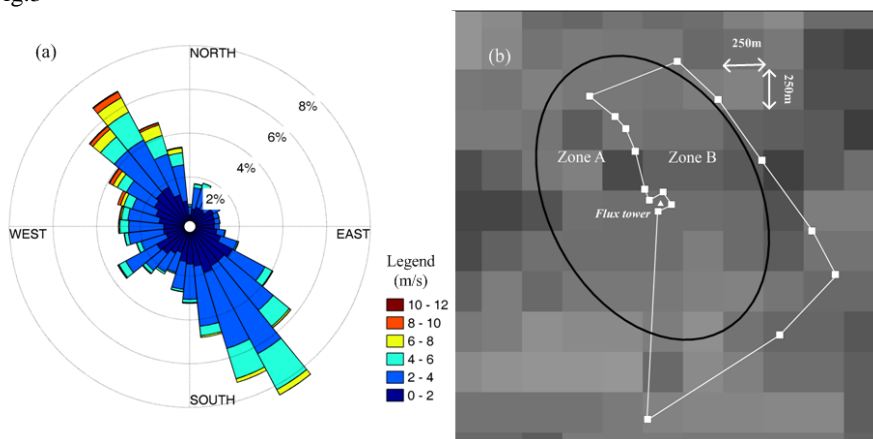 (a)
NORTH
8%
6%
4%
2%
WEST
EAST
SOUTH
Legend
(m/s)
10 - 12
8 - 10
6 - 8
4 - 6
2 - 4
0 - 2
(b)
250m
250m
Zone A
Zone B
Flux tower